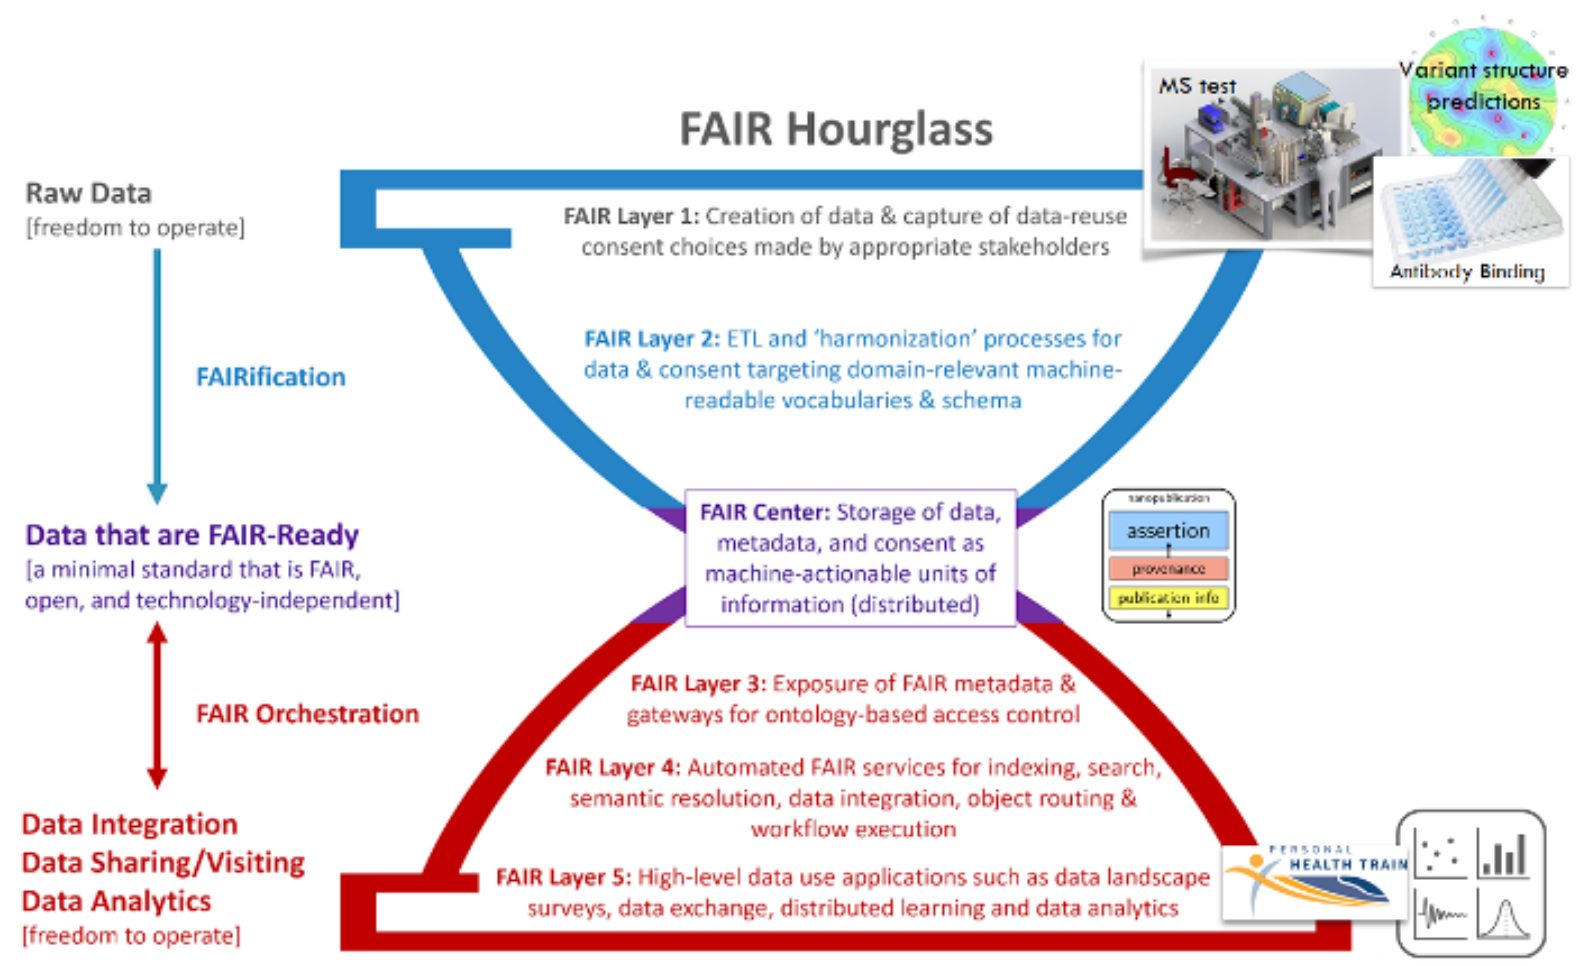 FAIR Hourglass
MS test
Variant structure
predictions
Antibody Binding
Raw Data
[freedom to operate]
FAIR Layer 1: Creation of data & capture of data-reuse
consent choices made by appropriate stakeholders
FAIRification
FAIR Layer 2: ETL and ‘harmonization’ processes for
data & consent targeting domain-relevant machine-
readable vocabularies & schema
Data that are FAIR-Ready
[a minimal standard that is FAIR,
open, and technology-independent]
FAIR Center: Storage of data,
metadata, and consent as
machine-actionable units of
information (distributed)
nanopublication
assertion
provenance
publication info
FAIR Orchestration
FAIR Layer 3: Exposure of FAIR metadata &
gateways for ontology-based access control
FAIR Layer 4: Automated FAIR services for indexing, search,
semantic resolution, data integration, object routing &
workflow execution
Data Integration
Data Sharing/Visiting
Data Analytics
[freedom to operate]
FAIR Layer 5: High-level data use applications such as data landscape
surveys, data exchange, distributed learning and data analytics
PERSONAL
HEALTH TRAIN